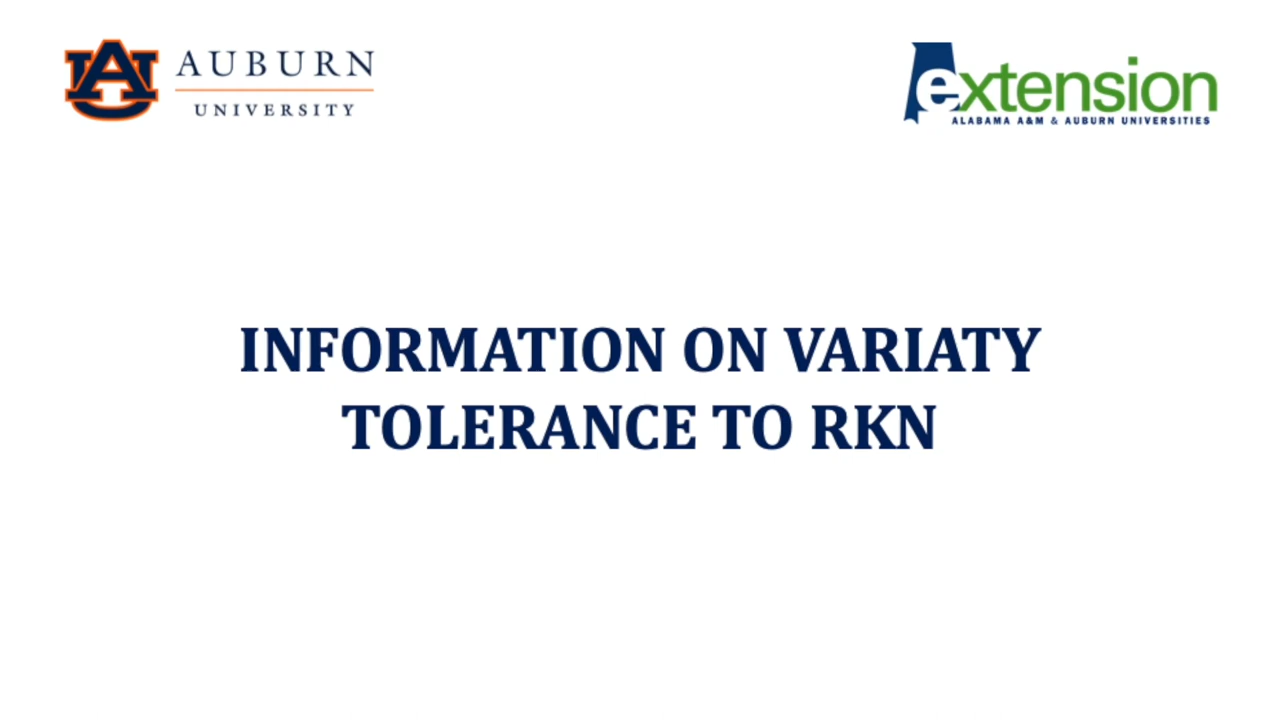 AUBURN
UNIVERSITY
extension
ALABAMA A&M & AUBURN UNIVERSITIES
INFORMATION ON VARIATY
TOLERANCE TO RKN